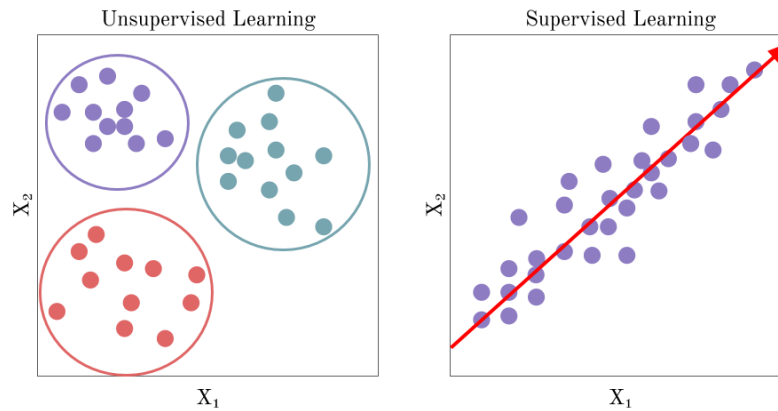 Unsupervised Learning
X₂
X₁
Supervised Learning
X₂
X₁